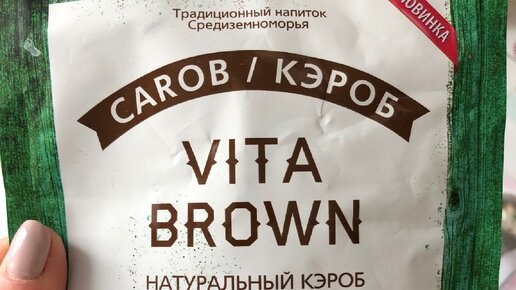 Традиционный напиток
Средиземноморья
НОВИНКА
CAROB / КЭРОБ
VITA
BROWN
НАТУРАЛЬНЫЙ КЭРОБ